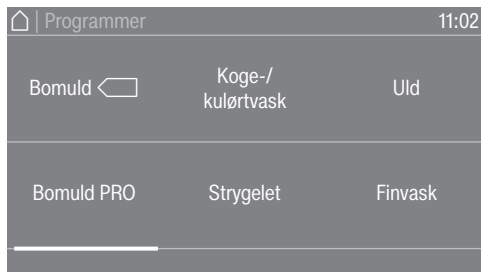 Programmer 11:02
Bomuld Koge-/ Uld
kulørtvask
Bomuld PRO Strygelet Finvask